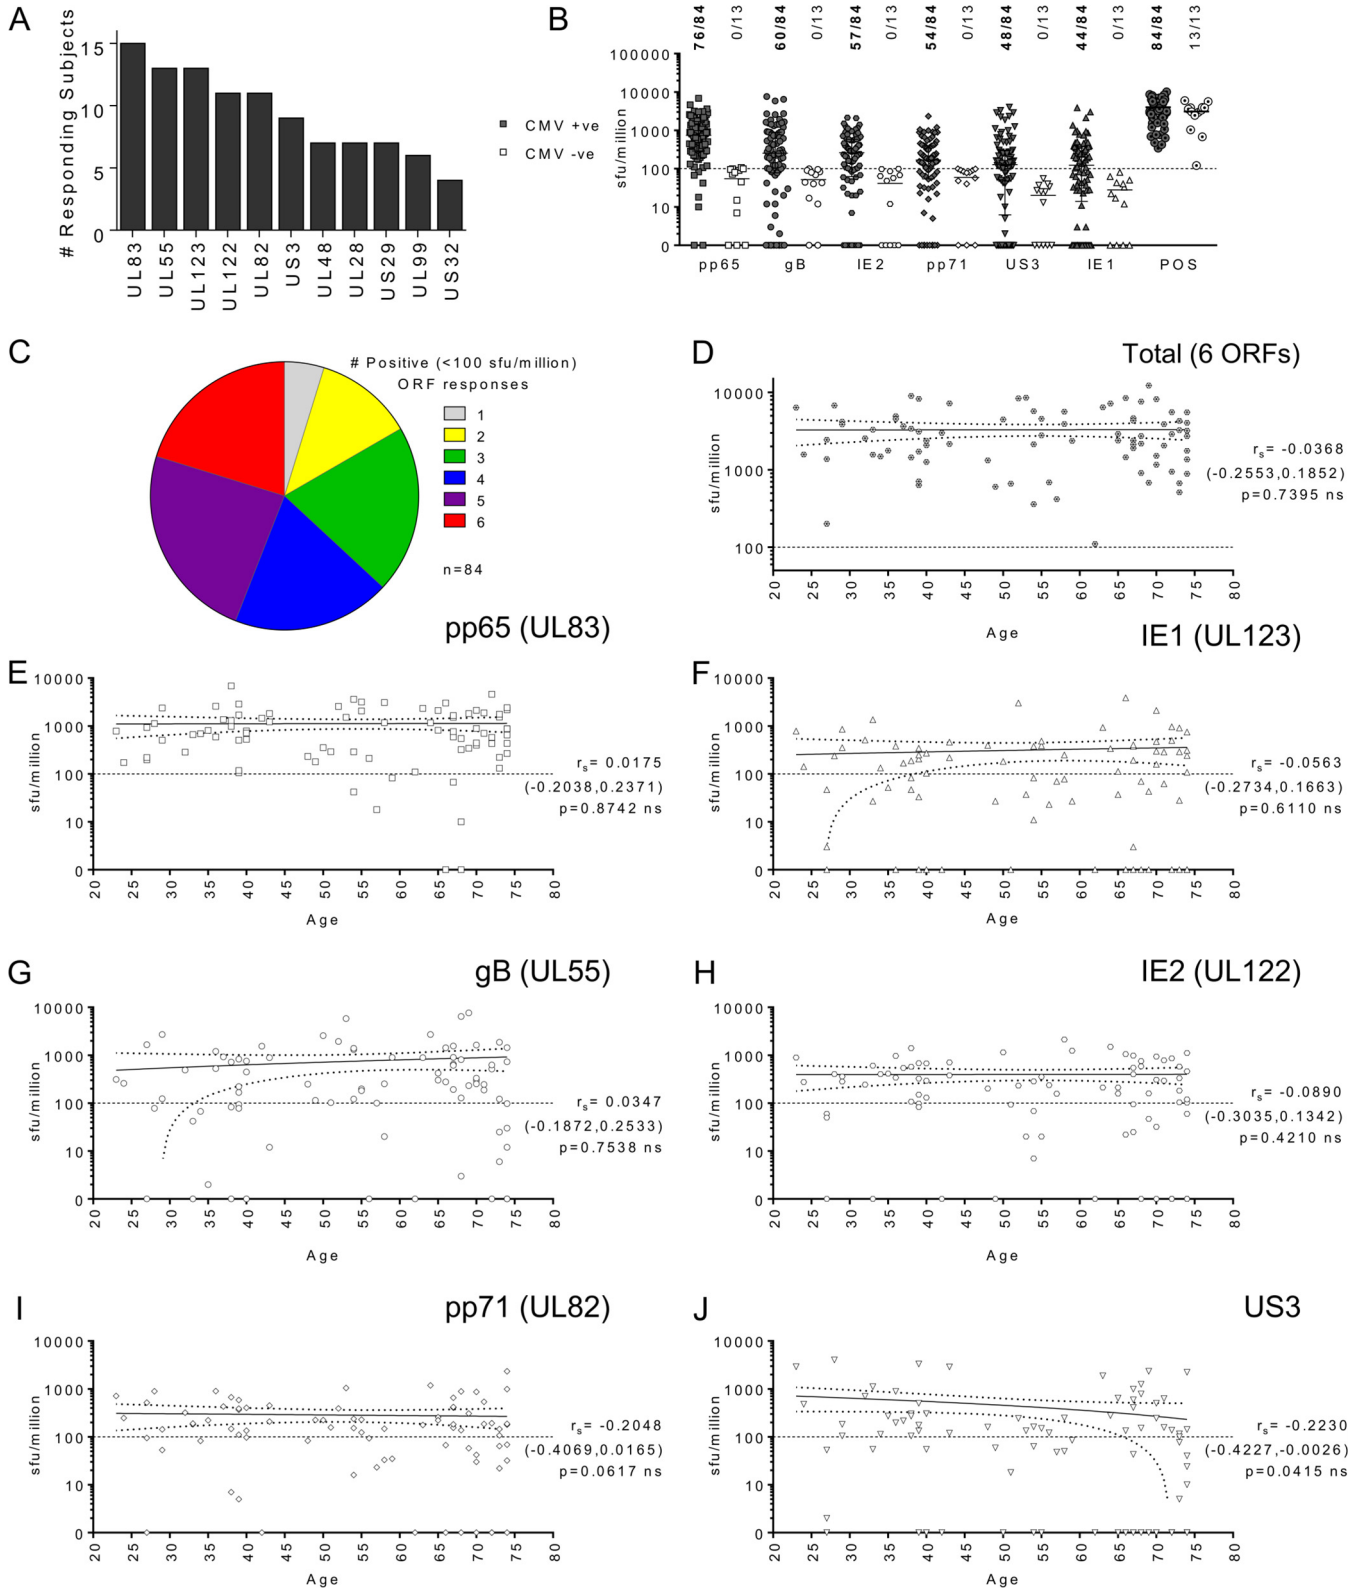 A
# Responding Subjects
15
10
5
0
UL83
UL55
UL123
UL122
UL82
US3
UL48
UL28
US29
UL99
US32
CMV +ve
CMV -ve
B
76/84
0/13
60/84
0/13
57/84
0/13
54/84
0/13
48/84
0/13
44/84
0/13
84/84
13/13
sfu/million
100000
10000
1000
100
10
0
pp65
gB
IE2
pp71
US3
IE1
POS
C
# Positive (<100 sfu/million)
ORF responses
1
2
3
4
5
6
n=84
D
Total (6 ORFs)
sfu/million
10000
1000
100
20
25
30
35
40
45
50
55
60
65
70
75
80
Age
rs= -0.0368
(-0.2553,0.1852)
p=0.7395 ns
E
pp65 (UL83)
sfu/million
10000
1000
100
10
0
20
25
30
35
40
45
50
55
60
65
70
75
80
Age
rs= 0.0175
(-0.2038,0.2371)
p=0.8742 ns
F
IE1 (UL123)
sfu/million
10000
1000
100
10
0
20
25
30
35
40
45
50
55
60
65
70
75
80
Age
rs= -0.0563
(-0.2734,0.1663)
p=0.6110 ns
G
gB (UL55)
sfu/million
10000
1000
100
10
0
20
25
30
35
40
45
50
55
60
65
70
75
80
Age
rs= 0.0347
(-0.1872,0.2533)
p=0.7538 ns
H
IE2 (UL122)
sfu/million
10000
1000
100
10
0
20
25
30
35
40
45
50
55
60
65
70
75
80
Age
rs= -0.0890
(-0.3035,0.1342)
p=0.4210 ns
I
pp71 (UL82)
sfu/million
10000
1000
100
10
0
20
25
30
35
40
45
50
55
60
65
70
75
80
Age
rs= -0.2048
(-0.4069,0.0165)
p=0.0617 ns
J
US3
sfu/million
10000
1000
100
10
0
20
25
30
35
40
45
50
55
60
65
70
75
80
Age
rs= -0.2230
(-0.4227,-0.0026)
p=0.0415 ns